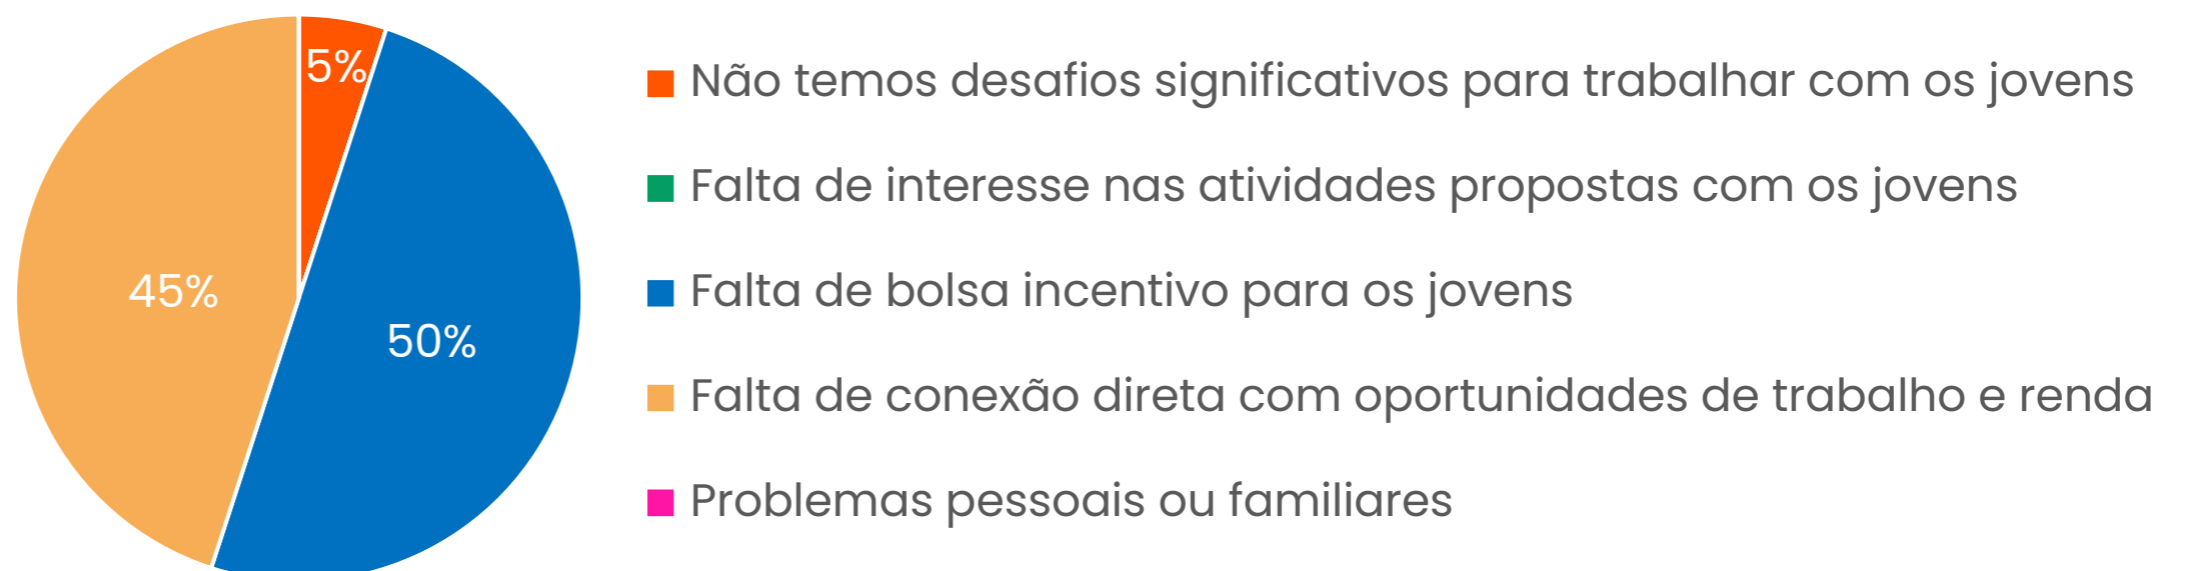 5%
45%
50%
Não temos desafios significativos para trabalhar com os jovens
Falta de interesse nas atividades propostas com os jovens
Falta de bolsa incentivo para os jovens
Falta de conexão direta com oportunidades de trabalho e renda
Problemas pessoais ou familiares